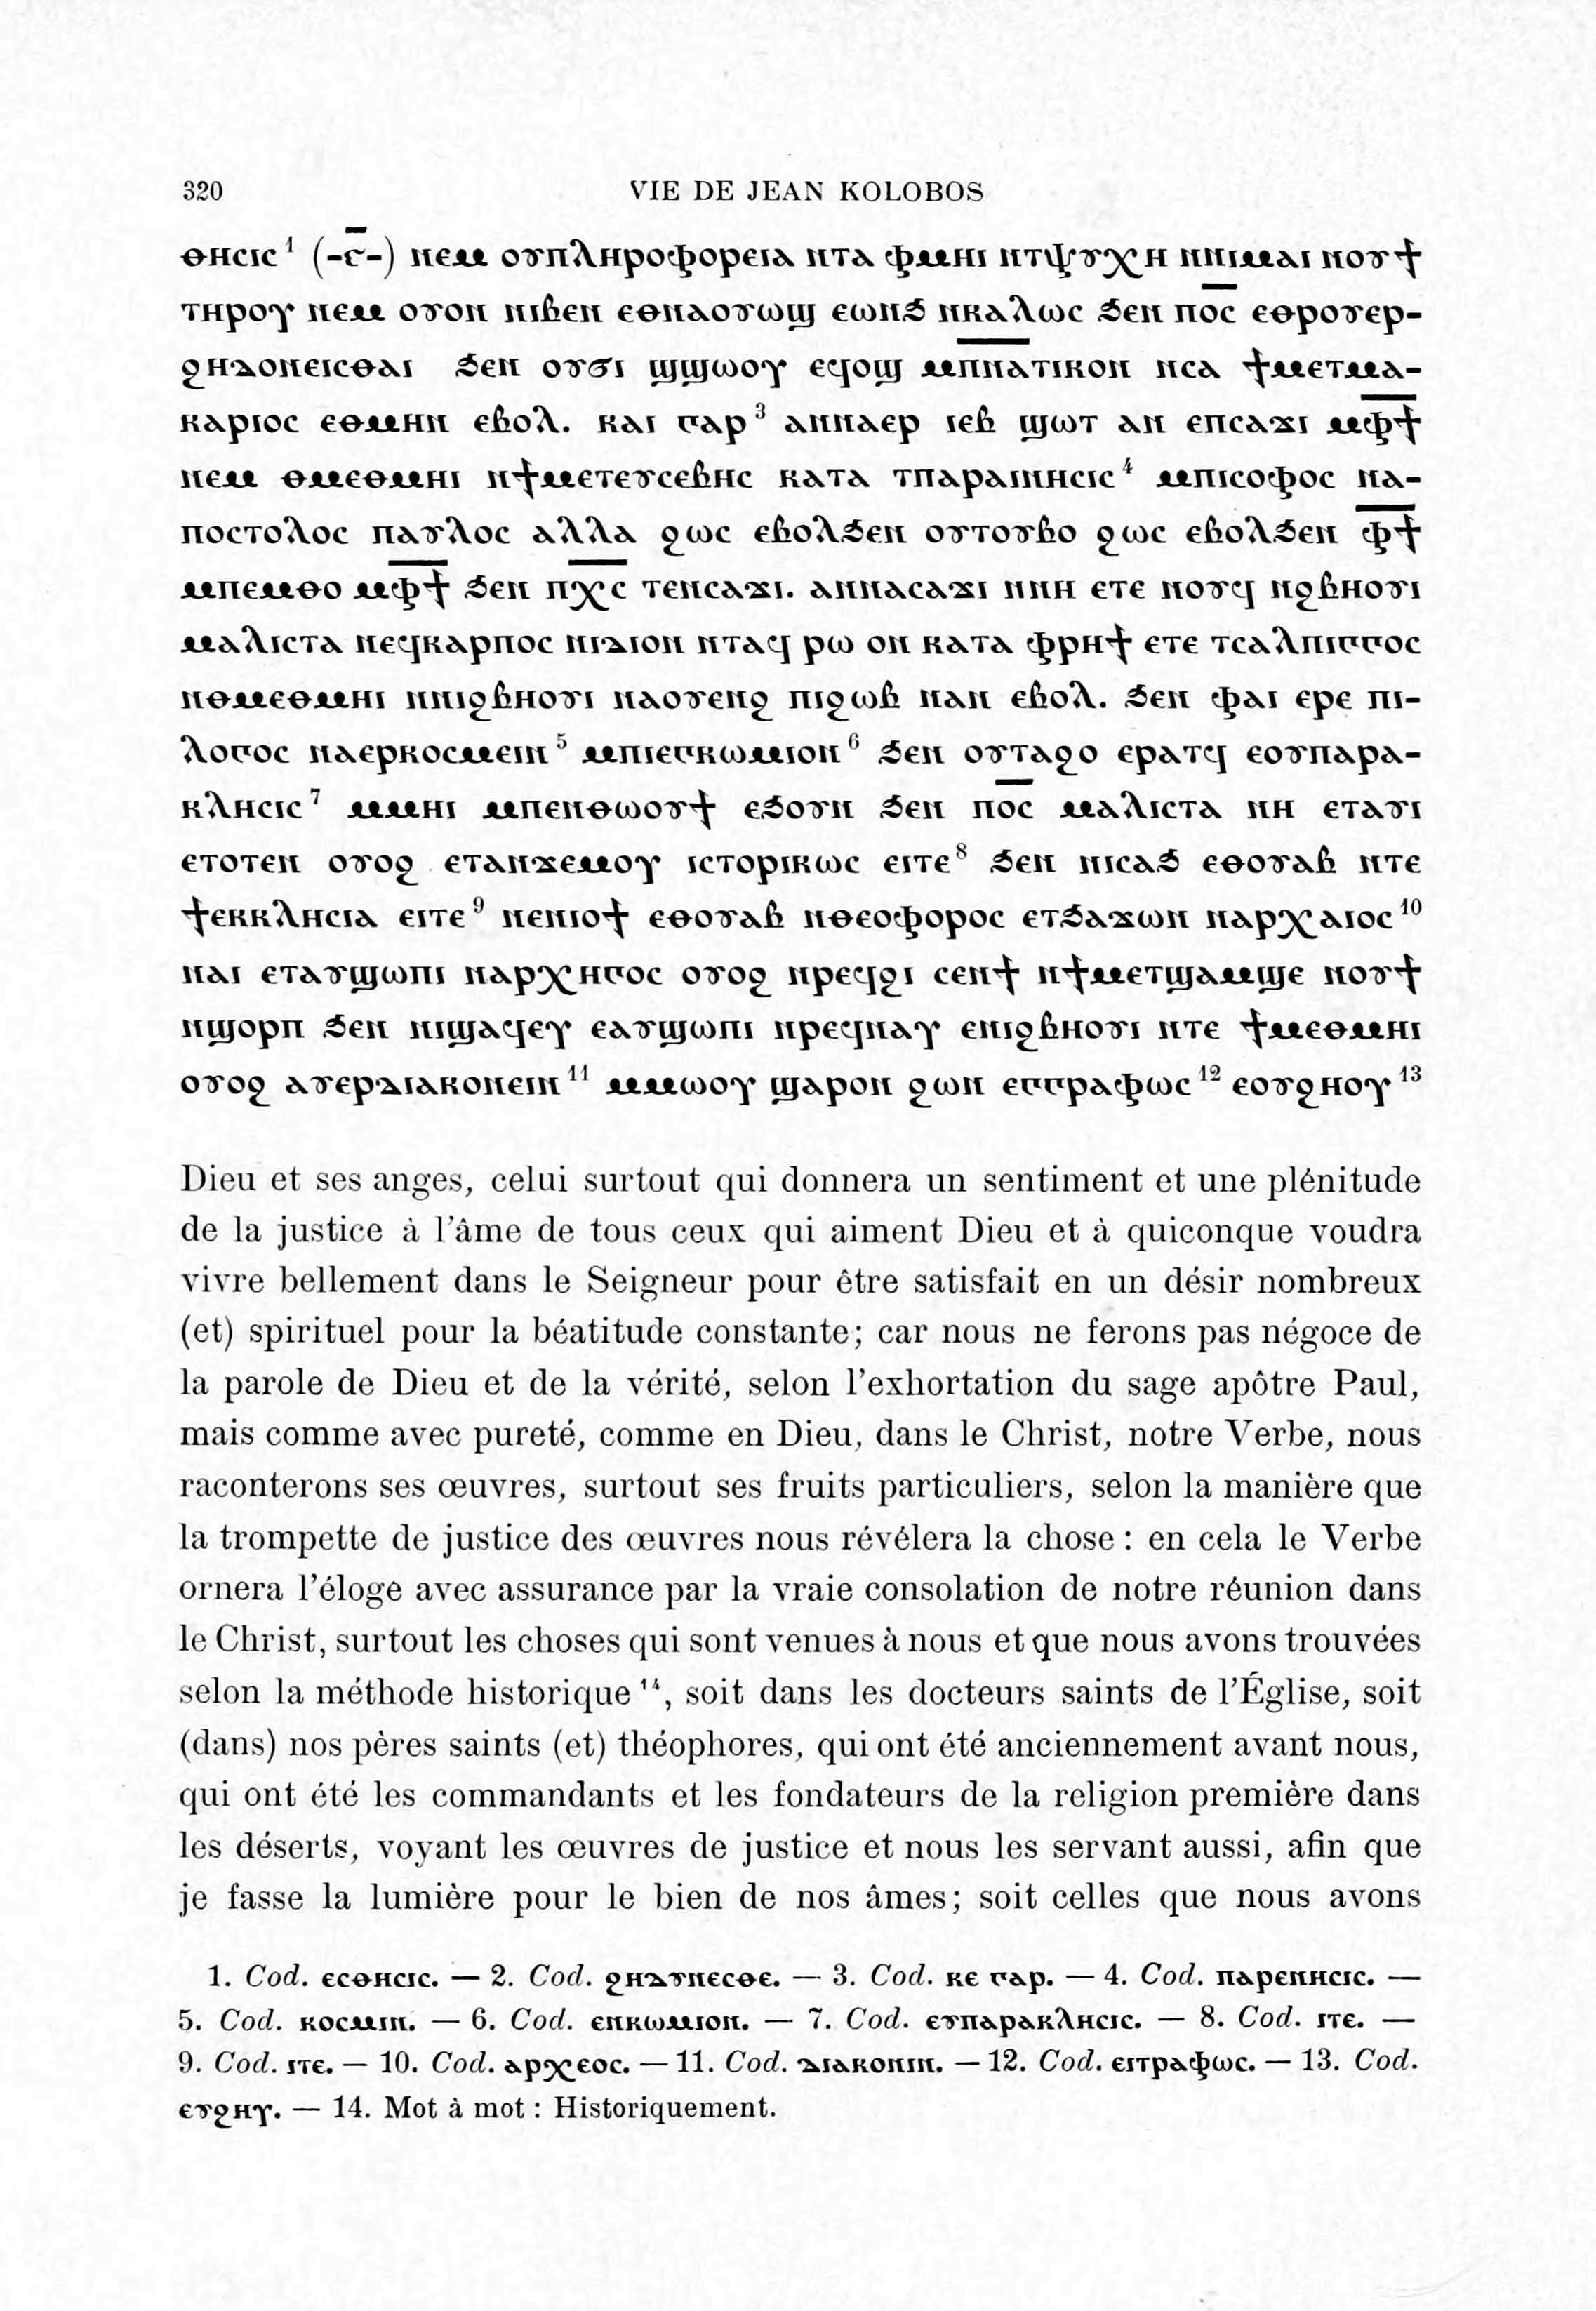 320 VIE DE JEAN KOLOBOS
ⲑⲏⲥⲓⲥ¹ (-ⲅ̅-) ⲛⲉⲙ ⲟⲩⲡⲗⲏⲣⲟⲫⲟⲣⲉⲓⲁ ⲛⲧⲁ ⲫⲙⲏⲓ ⲛⲧⲯⲩⲭⲏ ⲛⲛⲓⲙⲁⲓ ⲛⲟⲩϯ
ⲧⲏⲣⲟⲩ ⲛⲉⲙ ⲟⲩⲟⲛ ⲛⲓⲃⲉⲛ ⲉⲑⲛⲁⲟⲩⲱϣ ⲉⲱⲛϧ ⲛⲕⲁⲗⲱⲥ ϧⲉⲛ ⲡⲟ̅ⲥ̅ ⲉⲑⲣⲟⲩⲉⲣ-
ϩⲏⲇⲟⲛⲉⲓⲥⲑⲁⲓ ϧⲉⲛ ⲟⲩϭⲓ ϣϣⲱⲟⲩ ⲉϥⲟϣ ⲙⲡ̅ⲛ̅ⲁ̅ⲧⲓⲕⲟⲛ ⲛⲥⲁ ϯⲙⲉⲧⲙⲁ-
ⲕⲁⲣⲓⲟⲥ ⲉⲑⲙⲏⲛ ⲉⲃⲟⲗ. ⲕⲁⲓ ⲅⲁⲣ³ ⲁⲛⲛⲁⲉⲣ ⲓⲉⲃ ϣⲱⲧ ⲁⲛ ⲉⲡⲥⲁϫⲓ ⲙⲫ̅ϯ̅
ⲛⲉⲙ ⲑⲙⲉⲑⲙⲏⲓ ⲛϯⲙⲉⲧⲉⲩⲥⲉⲃⲏⲥ ⲕⲁⲧⲁ ⲧⲡⲁⲣⲁⲓⲛⲏⲥⲓⲥ⁴ ⲙⲡⲓⲥⲟⲫⲟⲥ ⲛⲁ-
ⲡⲟⲥⲧⲟⲗⲟⲥ ⲡⲁⲩⲗⲟⲥ ⲁⲗⲗⲁ ϩⲱⲥ ⲉⲃⲟⲗϧⲉⲛ ⲟⲩⲧⲟⲩⲃⲟ ϩⲱⲥ ⲉⲃⲟⲗϧⲉⲛ ⲫ̅ϯ̅
ⲙⲡⲉⲙⲑⲟ ⲙⲫ̅ϯ̅ ϧⲉⲛ ⲡⲭ̅ⲥ̅ ⲧⲉⲛⲥⲁϫⲓ. ⲁⲛⲛⲁⲥⲁϫⲓ ⲛⲛⲏ ⲉⲧⲉ ⲛⲟⲩϥ ⲛϩⲃⲏⲟⲩⲓ
ⲙⲁⲗⲓⲥⲧⲁ ⲛⲉϥⲕⲁⲣⲡⲟⲥ ⲛⲓⲇⲓⲟⲛ ⲛⲧⲁϥ ⲣⲱ ⲟⲛ ⲕⲁⲧⲁ ⲫⲣⲏϯ ⲉⲧⲉ ⲧⲥⲁⲗⲡⲓⲅⲅⲟⲥ
ⲛⲑⲙⲉⲑⲙⲏⲓ ⲛⲛⲓϩⲃⲏⲟⲩⲓ ⲛⲁⲟⲩⲉⲛϩ ⲡⲓϩⲱⲃ ⲛⲁⲛ ⲉⲃⲟⲗ. ϧⲉⲛ ⲫⲁⲓ ⲉⲣⲉ ⲡⲓ-
ⲗⲟⲅⲟⲥ ⲛⲁⲉⲣⲕⲟⲥⲙⲉⲓⲛ⁵ ⲙⲡⲓⲉⲅⲕⲱⲙⲓⲟⲛ⁶ ϧⲉⲛ ⲟⲩⲧⲁϩⲟ ⲉⲣⲁⲧϥ ⲉⲟⲩⲡⲁⲣⲁ-
ⲕⲗⲏⲥⲓⲥ⁷ ⲙⲙⲏⲓ ⲙⲡⲉⲛⲑⲱⲟⲩϯ ⲉϧⲟⲩⲛ ϧⲉⲛ ⲡⲟ̅ⲥ̅ ⲙⲁⲗⲓⲥⲧⲁ ⲛⲏ ⲉⲧⲁⲩⲓ
ⲉⲧⲟⲧⲉⲛ ⲟⲩⲟϩ ⲉⲧⲁⲛϫⲉⲙⲟⲩ ⲓⲥⲧⲟⲣⲓⲕⲱⲥ ⲉⲓⲧⲉ⁸ ϧⲉⲛ ⲛⲓⲥⲁϧ ⲉⲑⲟⲩⲁⲃ ⲛⲧⲉ
ϯⲉⲕⲕⲗⲏⲥⲓⲁ ⲉⲓⲧⲉ⁹ ⲛⲉⲛⲓⲟϯ ⲉⲑⲟⲩⲁⲃ ⲛⲑⲉⲟⲫⲟⲣⲟⲥ ⲉⲧϧⲁϫⲱⲛ ⲛⲁⲣⲭⲁⲓⲟⲥ¹⁰
ⲛⲁⲓ ⲉⲧⲁⲩϣⲱⲡⲓ ⲛⲁⲣⲭⲏⲅⲟⲥ ⲟⲩⲟϩ ⲛⲣⲉϥϩⲓ ⲥⲉⲛϯ ⲛϯⲙⲉⲧϣⲁⲙϣⲉ ⲛⲟⲩϯ
ⲛϣⲟⲣⲡ ϧⲉⲛ ⲛⲓϣⲁϥⲉⲩ ⲉⲁⲩϣⲱⲡⲓ ⲛⲣⲉϥⲛⲁⲩ ⲉⲛⲓϩⲃⲏⲟⲩⲓ ⲛⲧⲉ ϯⲙⲉⲑⲙⲏⲓ
ⲟⲩⲟϩ ⲁⲩⲉⲣⲇⲓⲁⲕⲟⲛⲉⲓⲛ¹¹ ⲙⲙⲱⲟⲩ ϣⲁⲣⲟⲛ ϩⲱⲛ ⲉⲅⲅⲣⲁⲫⲱⲥ¹² ⲉⲟⲩϩⲏⲟⲩ¹³
Dieu et ses anges, celui surtout qui donnera un sentiment et une plénitude
de la justice à l'âme de tous ceux qui aiment Dieu et à quiconque voudra
vivre bellement dans le Seigneur pour être satisfait en un désir nombreux
(et) spirituel pour la béatitude constante; car nous ne ferons pas négoce de
la parole de Dieu et de la vérité, selon l'exhortation du sage apôtre Paul,
mais comme avec pureté, comme en Dieu, dans le Christ, notre Verbe, nous
raconterons ses œuvres, surtout ses fruits particuliers, selon la manière que
la trompette de justice des œuvres nous révélera la chose : en cela le Verbe
ornera l'éloge avec assurance par la vraie consolation de notre réunion dans
le Christ, surtout les choses qui sont venues à nous et que nous avons trouvées
selon la méthode historique¹⁴, soit dans les docteurs saints de l'Église, soit
(dans) nos pères saints (et) théophores, qui ont été anciennement avant nous,
qui ont été les commandants et les fondateurs de la religion première dans
les déserts, voyant les œuvres de justice et nous les servant aussi, afin que
je fasse la lumière pour le bien de nos âmes; soit celles que nous avons
1. Cod. ⲉⲥⲑⲏⲥⲓⲥ. — 2. Cod. ϩⲏⲇⲩⲛⲉⲥⲑⲉ. — 3. Cod. ⲕⲉ ⲅⲁⲣ. — 4. Cod. ⲡⲁⲣⲉⲛⲏⲥⲓⲥ. —
5. Cod. ⲕⲟⲥⲙⲓⲛ. — 6. Cod. ⲉⲛⲕⲱⲙⲓⲟⲛ. — 7. Cod. ⲉⲩⲡⲁⲣⲁⲕⲗⲏⲥⲓⲥ. — 8. Cod. ⲓⲧⲉ. —
9. Cod. ⲓⲧⲉ. — 10. Cod. ⲁⲣⲭⲉⲟⲥ. — 11. Cod. ⲇⲓⲁⲕⲟⲛⲓⲛ. — 12. Cod. ⲉⲓⲧⲣⲁⲫⲱⲥ. — 13. Cod.
ⲉⲩϩⲏⲩ. — 14. Mot à mot : Historiquement.